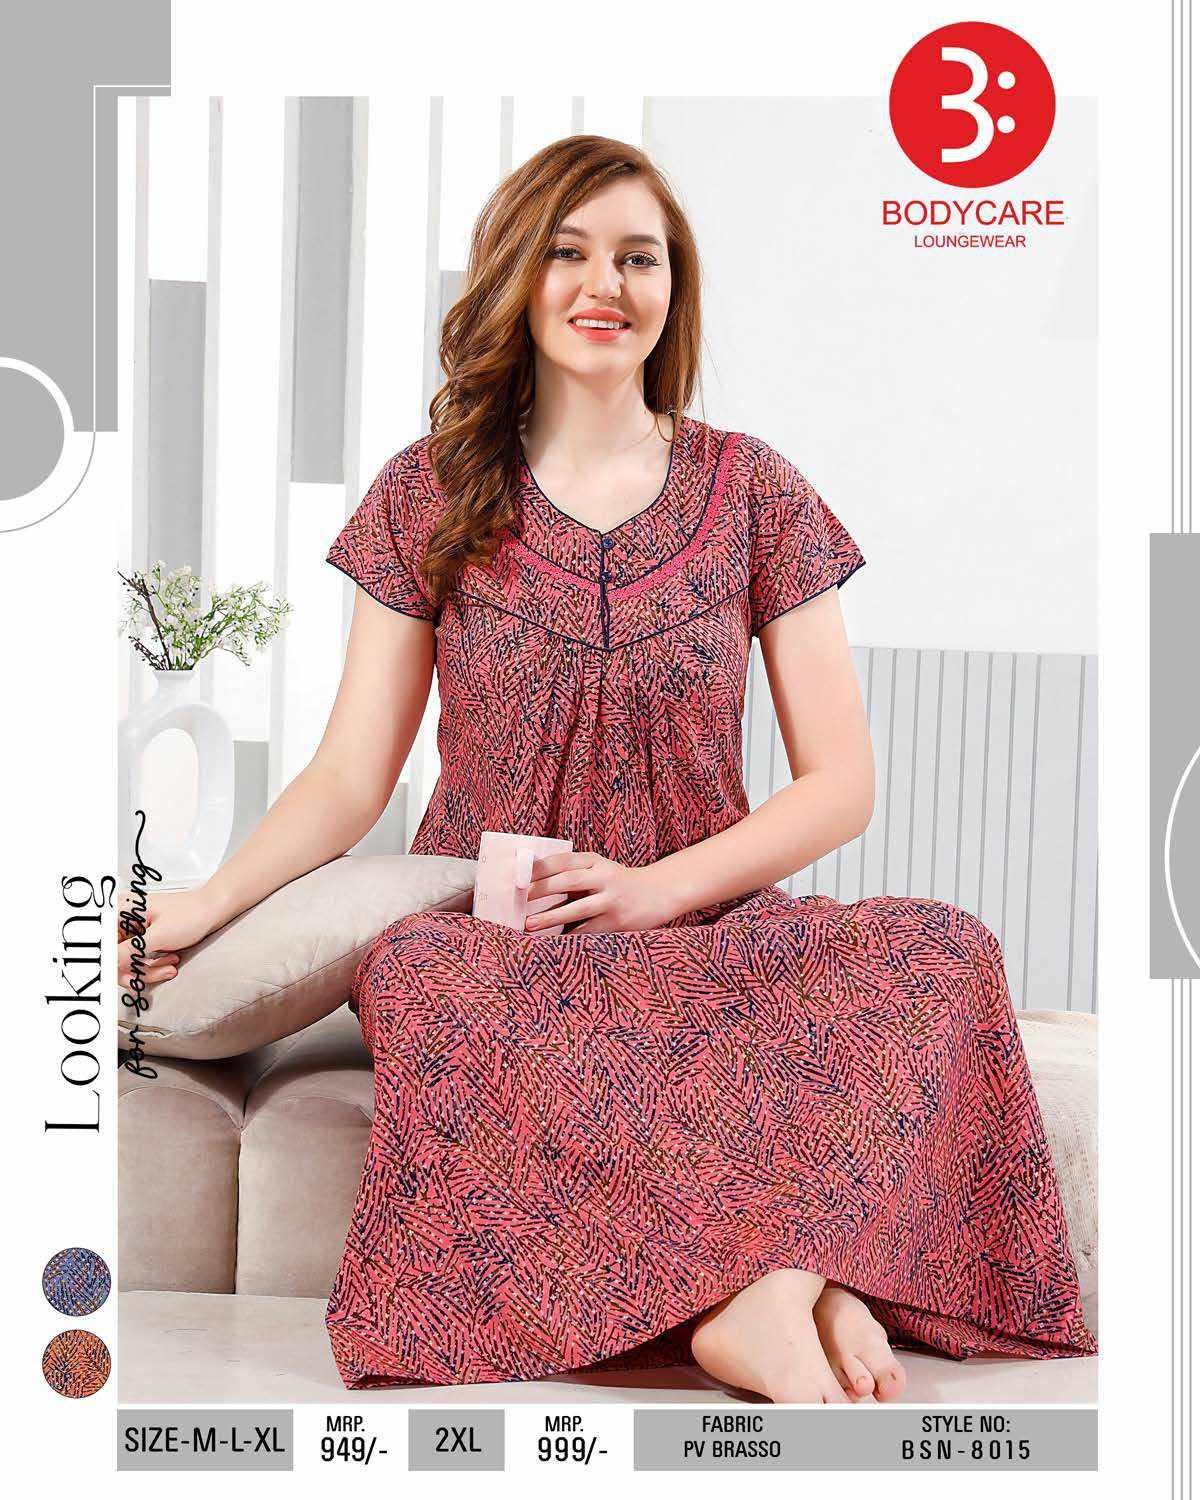 BODYCARE
LOUNGEWEAR
Looking
for something
SIZE-M-L-XL
MRP.
949/-
2XL
MRP.
999/-
FABRIC
PV BRASSO
STYLE NO:
BSN-8015